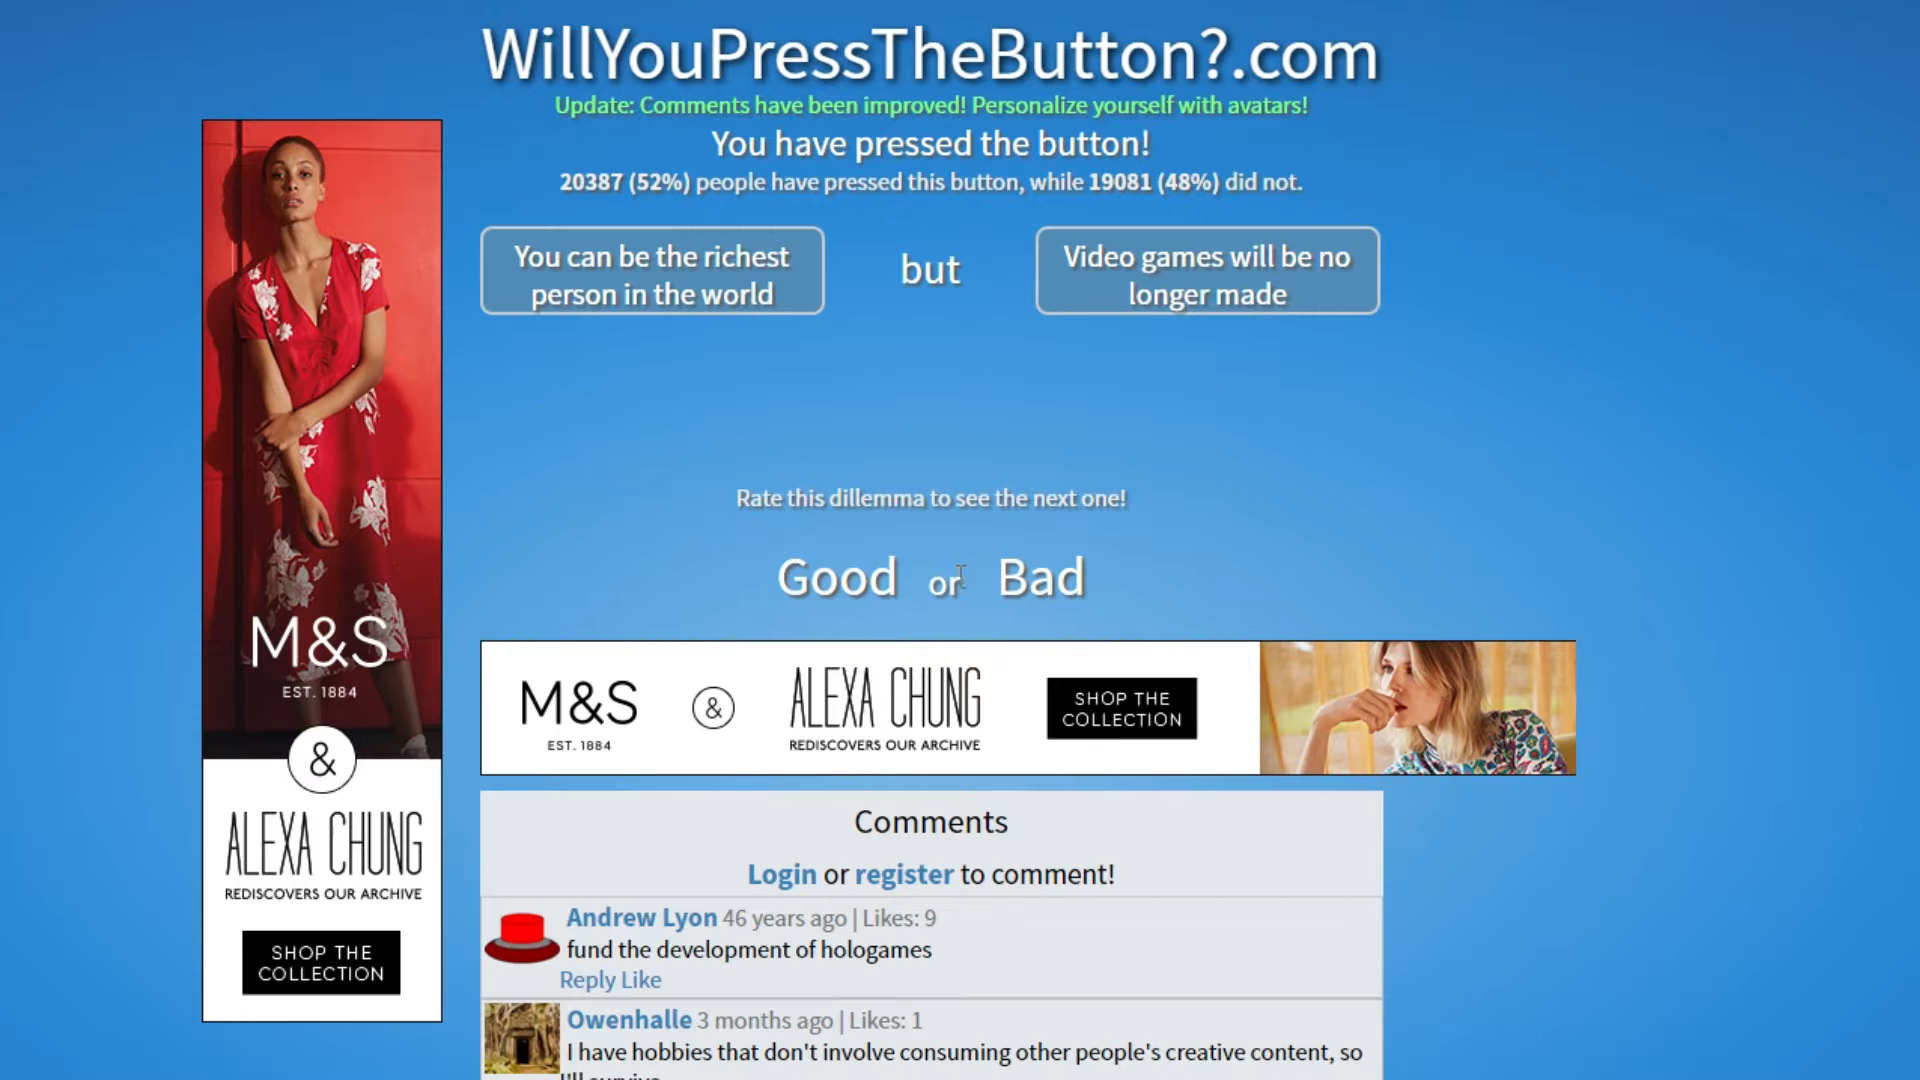 WillYouPressTheButton?.com
Update: Comments have been improved! Personalize yourself with avatars!
You have pressed the button!
20387 (52%) people have pressed this button, while 19081 (48%) did not.
You can be the richest
person in the world
but
Video games will be no
longer made
Rate this dillemma to see the next one!
Good or Bad
M&S
EST. 1884
&
ALEXA CHUNG
REDISCOVERS OUR ARCHIVE
SHOP THE
COLLECTION
M&S
EST. 1884
&
ALEXA CHUNG
REDISCOVERS OUR ARCHIVE
SHOP THE
COLLECTION
Comments
Login or register to comment!
Andrew Lyon 46 years ago | Likes: 9
fund the development of hologames
Reply Like
Owenhalle 3 months ago | Likes: 1
I have hobbies that don't involve consuming other people's creative content, so
I'll survive